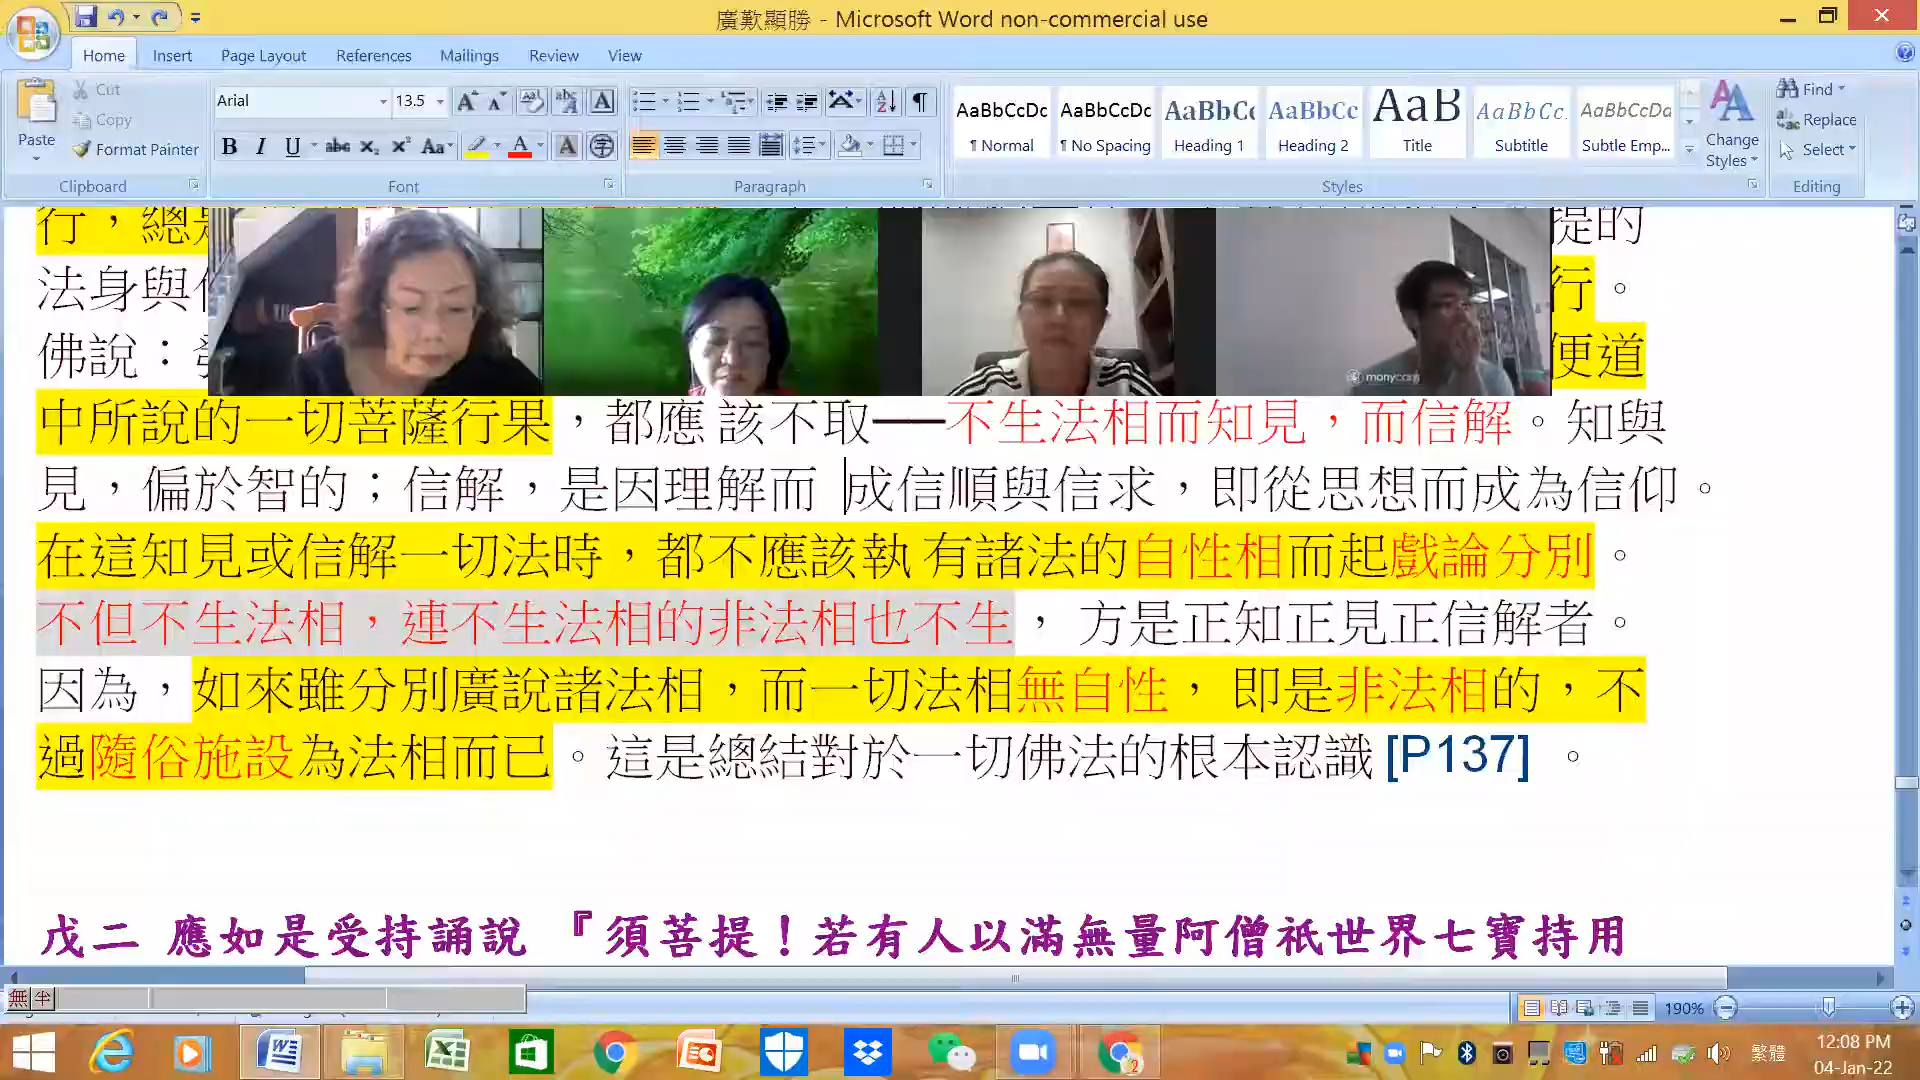 廣歎顯勝 - Microsoft Word non-commercial use
Home Insert Page Layout References Mailings Review View
Cut
Copy
Format Painter
Paste
Clipboard
Arial 13.5
Font
Paragraph
AaBbCcDc AaBbCcDc AaBbCc AaBbCc AaB AaBbCc. AaBbCcDa
¶ Normal ¶ No Spacing Heading 1 Heading 2 Title Subtitle Subtle Emp...
Change Styles
Styles
Find
Replace
Select
Editing
行，總 提的
法身與 行。
佛說： 便道
monycam
中所說的一切菩薩行果，都應 該不取──不生法相而知見，而信解。知與
見，偏於智的；信解，是因理解而 成信順與信求，即從思想而成為信仰。
在這知見或信解一切法時，都不應該執 有諸法的自性相而起戲論分別。
不但不生法相，連不生法相的非法相也不生， 方是正知正見正信解者。
因為，如來雖分別廣說諸法相，而一切法相無自性， 即是非法相的，不
過隨俗施設為法相而已。這是總結對於一切佛法的根本認識 [P137] 。
戊二 應如是受持誦說 『須菩提！若有人以滿無量阿僧祇世界七寶持用
190%
繁體
12:08 PM
04-Jan-22